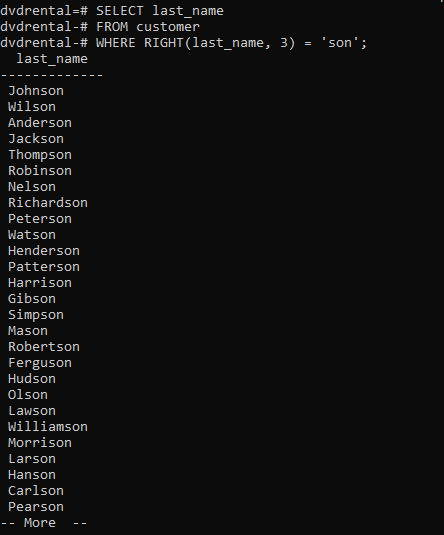 dvdrental=# SELECT last_name
dvdrental-# FROM customer
dvdrental-# WHERE RIGHT(last_name, 3) = 'son';
last_name
-------------
Johnson
Wilson
Anderson
Jackson
Thompson
Robinson
Nelson
Richardson
Peterson
Watson
Henderson
Patterson
Harrison
Gibson
Simpson
Mason
Robertson
Ferguson
Hudson
Olson
Lawson
Williamson
Morrison
Larson
Hanson
Carlson
Pearson
-- More  --